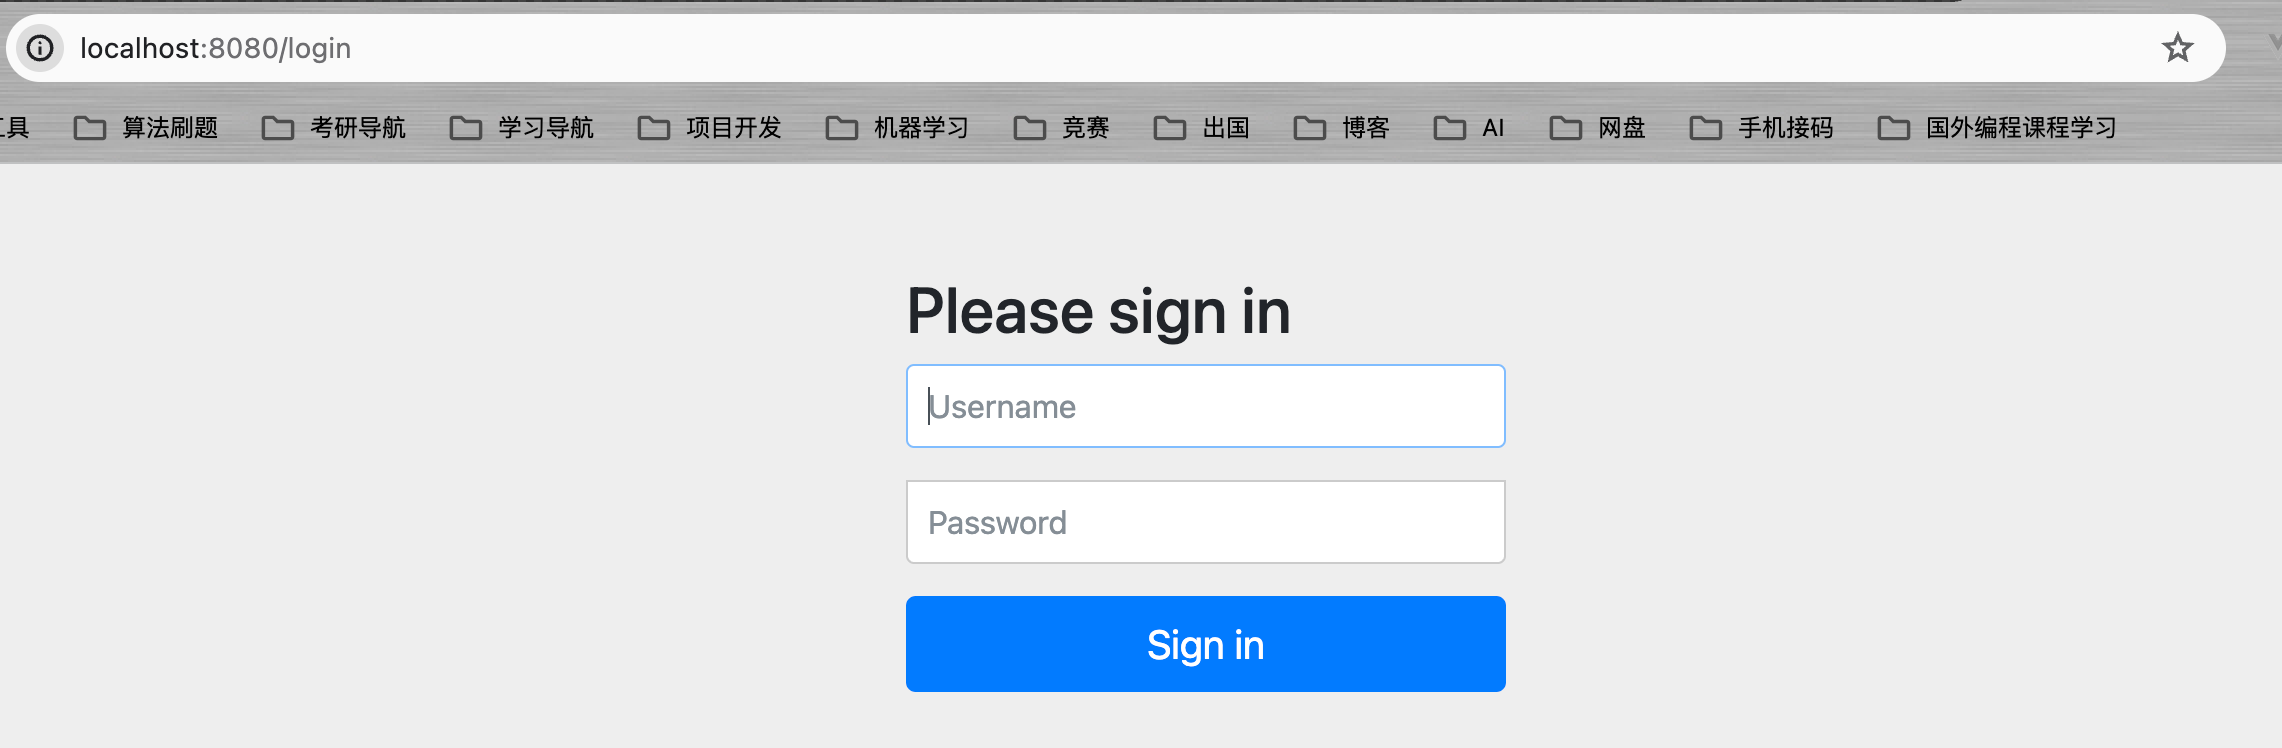 localhost:8080/login
具 算法刷题 考研导航 学习导航 项目开发 机器学习 竞赛 出国 博客 AI 网盘 手机接码 国外编程课程学习
Please sign in
Username
Password
Sign in